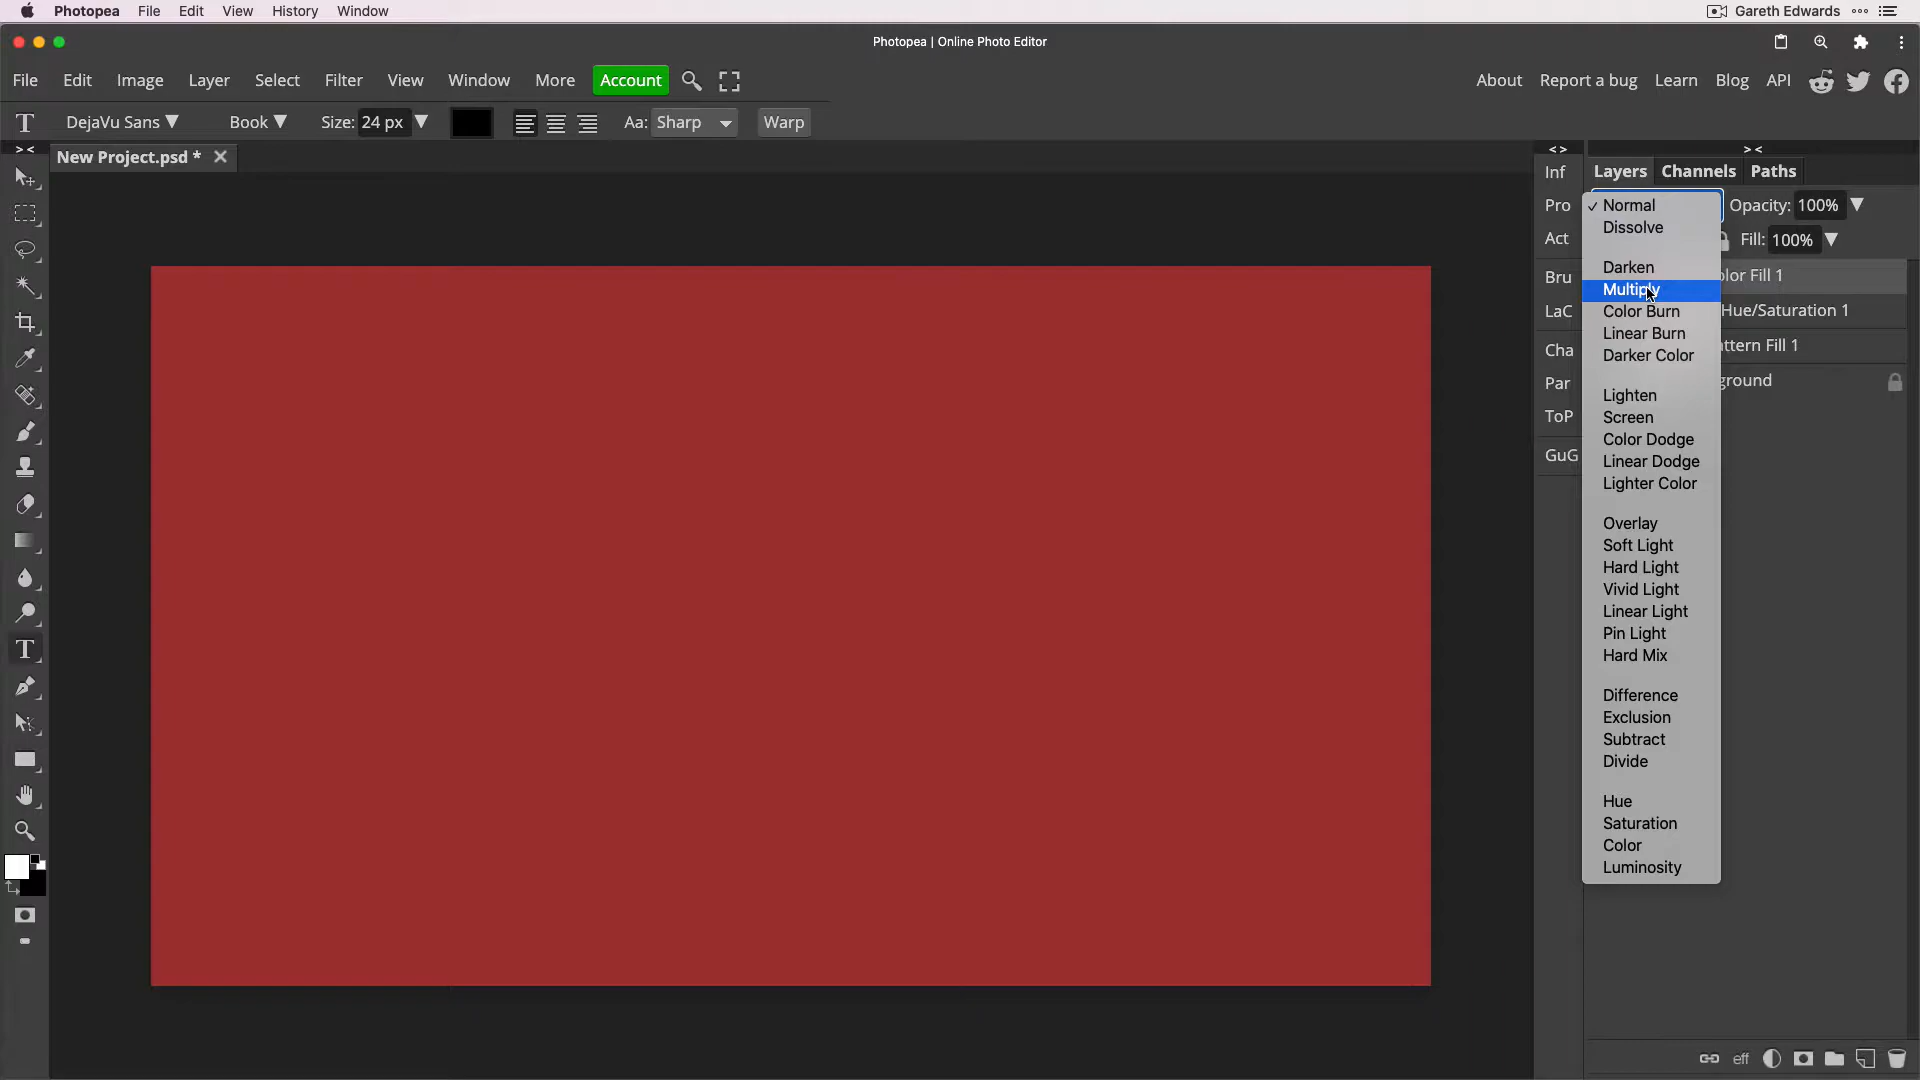 Photopea File Edit View History Window Gareth Edwards
Photopea | Online Photo Editor
File Edit Image Layer Select Filter View Window More Account About Report a bug Learn Blog API
T DejaVu Sans Book Size: 24 px Aa: Sharp Warp
> < New Project.psd * < > > <
Inf Layers Channels Paths
Pro Normal Opacity: 100%
Dissolve
Act Fill: 100%
Darken
Bru olor Fill 1
Multiply
LaC Color Burn Hue/Saturation 1
Linear Burn
Cha Darker Color ttern Fill 1
Par ground
Lighten
ToP Screen
Color Dodge
GuG Linear Dodge
Lighter Color
Overlay
Soft Light
Hard Light
Vivid Light
Linear Light
Pin Light
T Hard Mix
Difference
Exclusion
Subtract
Divide
Hue
Saturation
Color
Luminosity
eff